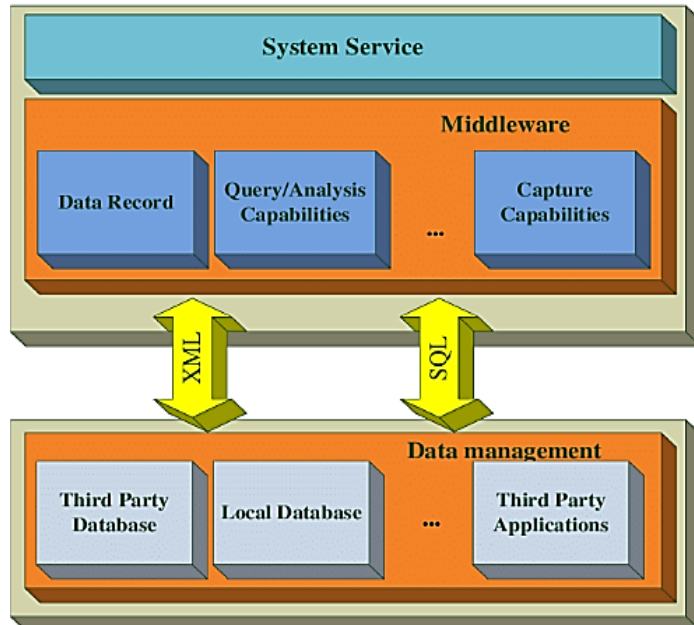 System Service
Middleware
Data Record
Query/Analysis
Capabilities
...
Capture
Capabilities
XML
SQL
Data management
Third Party
Database
Local Database
...
Third Party
Applications